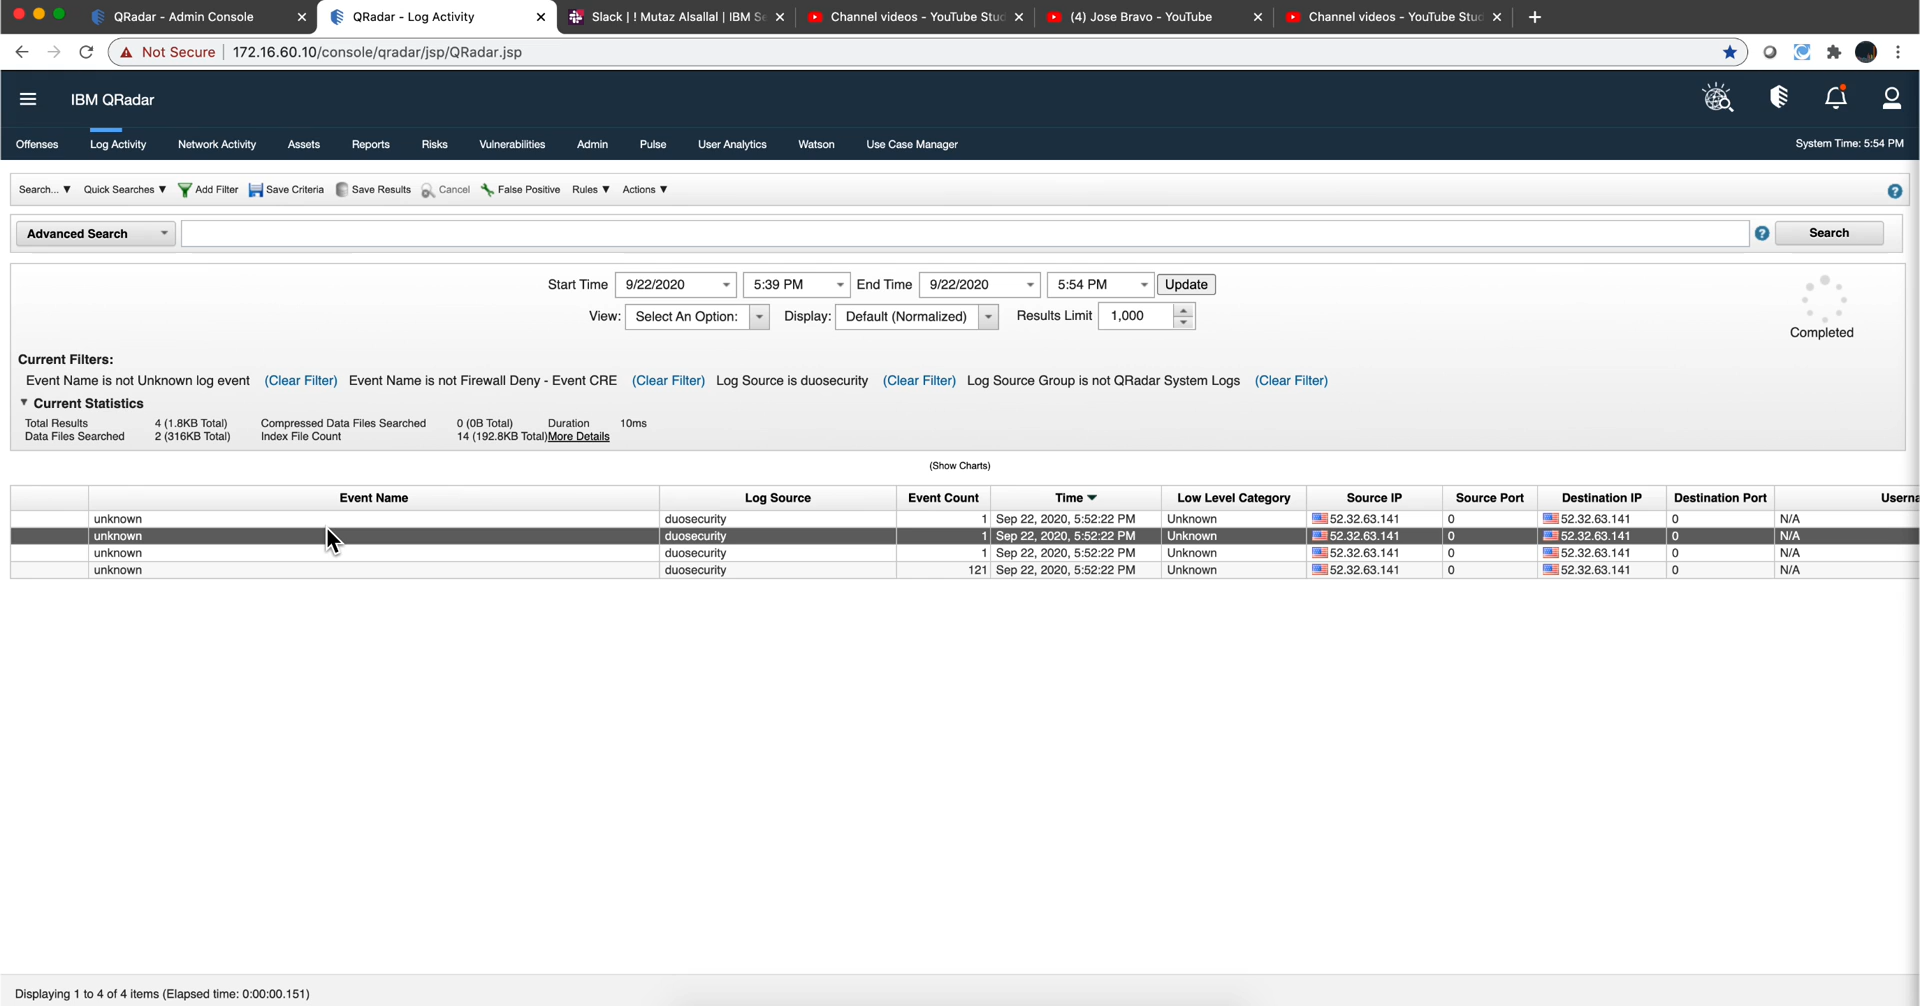 QRadar - Admin Console
QRadar - Log Activity
Slack | ! Mutaz Alsallal | IBM Se
Channel videos - YouTube Stud
(4) Jose Bravo - YouTube
Channel videos - YouTube Stud
Not Secure 172.16.60.10/console/qradar/jsp/QRadar.jsp
IBM QRadar
Offenses Log Activity Network Activity Assets Reports Risks Vulnerabilities Admin Pulse User Analytics Watson Use Case Manager System Time: 5:54 PM
Search... Quick Searches Add Filter Save Criteria Save Results Cancel False Positive Rules Actions
Advanced Search Search
Start Time 9/22/2020 5:39 PM End Time 9/22/2020 5:54 PM Update
View: Select An Option: Display: Default (Normalized) Results Limit 1,000
Completed
Current Filters:
Event Name is not Unknown log event (Clear Filter) Event Name is not Firewall Deny - Event CRE (Clear Filter) Log Source is duosecurity (Clear Filter) Log Source Group is not QRadar System Logs (Clear Filter)
Current Statistics
Total Results 4 (1.8KB Total) Compressed Data Files Searched 0 (0B Total) Duration 10ms
Data Files Searched 2 (316KB Total) Index File Count 14 (192.8KB Total) More Details
(Show Charts)
Event Name Log Source Event Count Time Low Level Category Source IP Source Port Destination IP Destination Port Userna
unknown duosecurity 1 Sep 22, 2020, 5:52:22 PM Unknown 52.32.63.141 0 52.32.63.141 0 N/A
unknown duosecurity 1 Sep 22, 2020, 5:52:22 PM Unknown 52.32.63.141 0 52.32.63.141 0 N/A
unknown duosecurity 1 Sep 22, 2020, 5:52:22 PM Unknown 52.32.63.141 0 52.32.63.141 0 N/A
unknown duosecurity 121 Sep 22, 2020, 5:52:22 PM Unknown 52.32.63.141 0 52.32.63.141 0 N/A
Displaying 1 to 4 of 4 items (Elapsed time: 0:00:00.151)